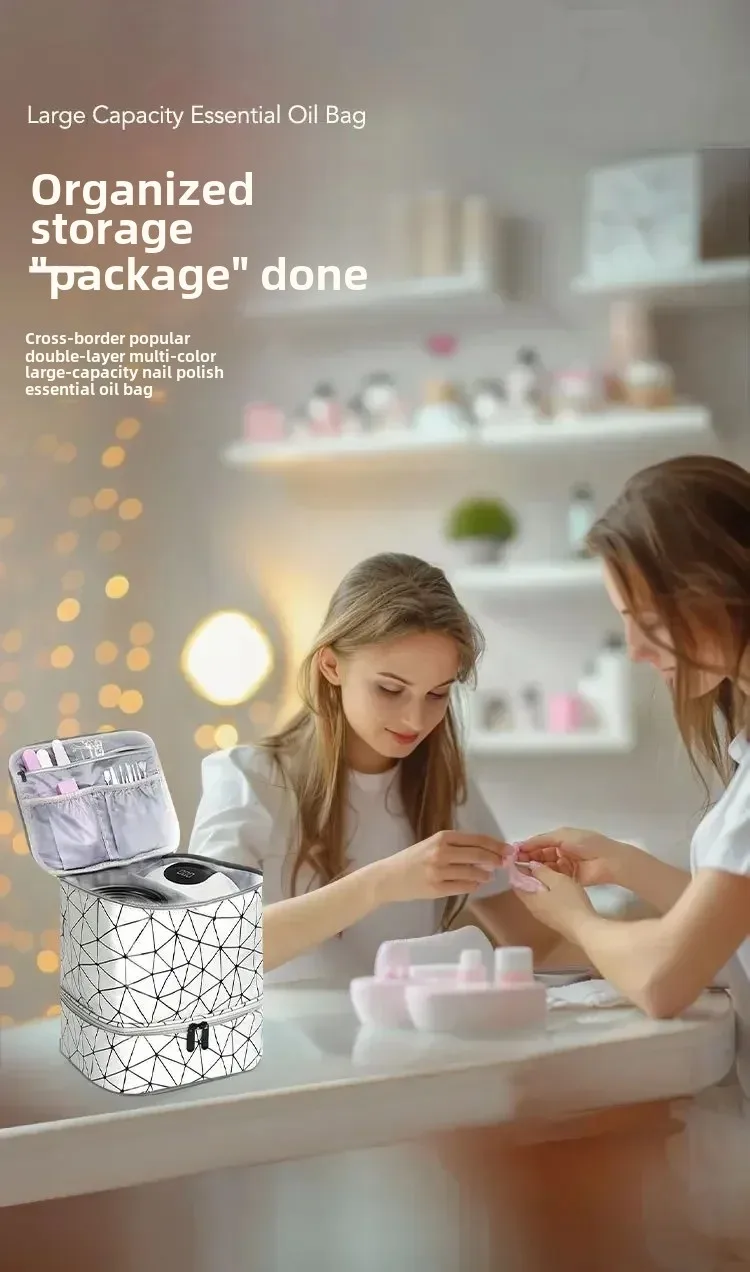 Large Capacity Essential Oil Bag
Organized
storage
"package" done
Cross-border popular
double-layer multi-color
large-capacity nail polish
essential oil bag